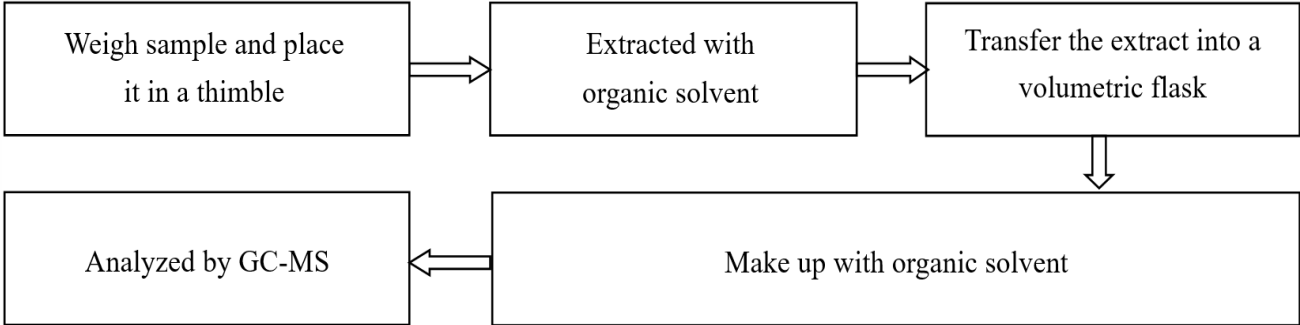 Weigh sample and place
it in a thimble
Extracted with
organic solvent
Transfer the extract into a
volumetric flask
Make up with organic solvent
Analyzed by GC-MS